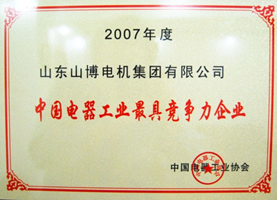 2007年度
山东山博电机集团有限公司
中国电器工业最具竞争力企业
中国电器工业协会